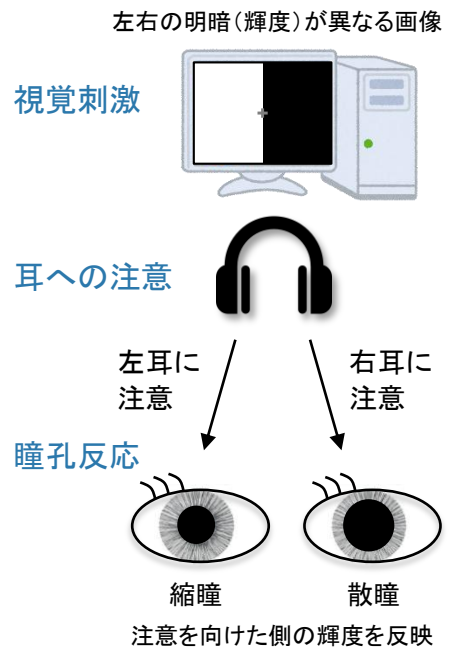 左右の明暗（輝度）が異なる画像
視覚刺激
耳への注意
左耳に
注意
右耳に
注意
瞳孔反応
縮瞳
散瞳
注意を向けた側の輝度を反映